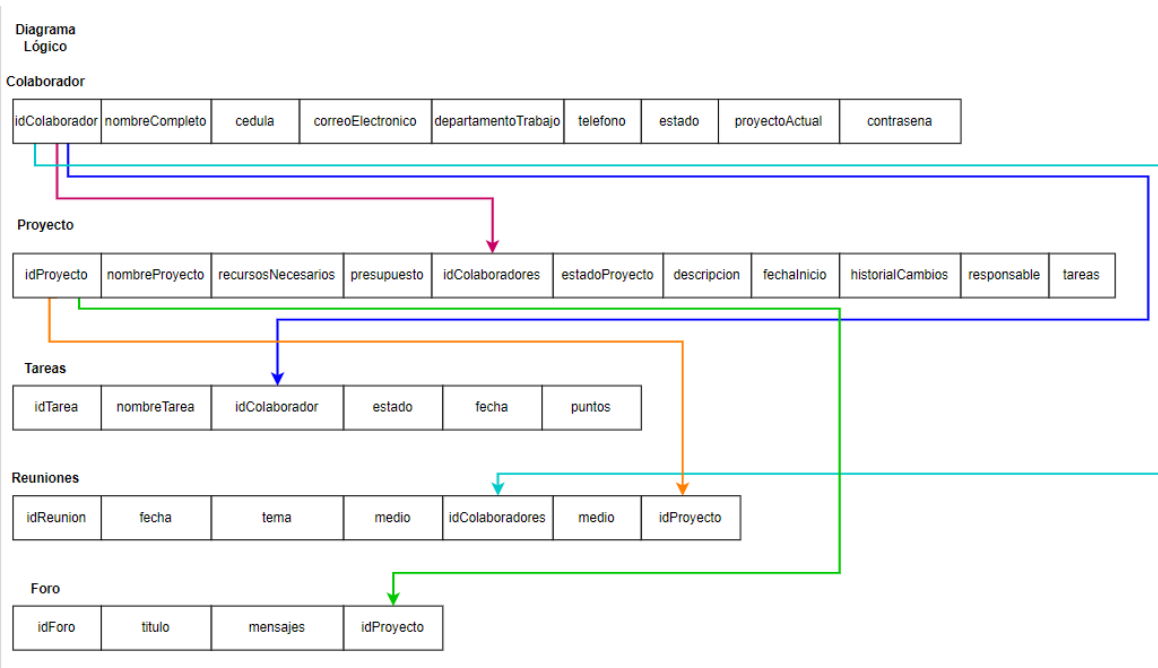 Diagrama
Lógico
Colaborador
idColaborador nombreCompleto cedula correoElectronico departamentoTrabajo telefono estado proyectoActual contrasena
Proyecto
idProyecto nombreProyecto recursosNecesarios presupuesto idColaboradores estadoProyecto descripcion fechaInicio historialCambios responsable tareas
Tareas
idTarea nombreTarea idColaborador estado fecha puntos
Reuniones
idReunion fecha tema medio idColaboradores medio idProyecto
Foro
idForo titulo mensajes idProyecto